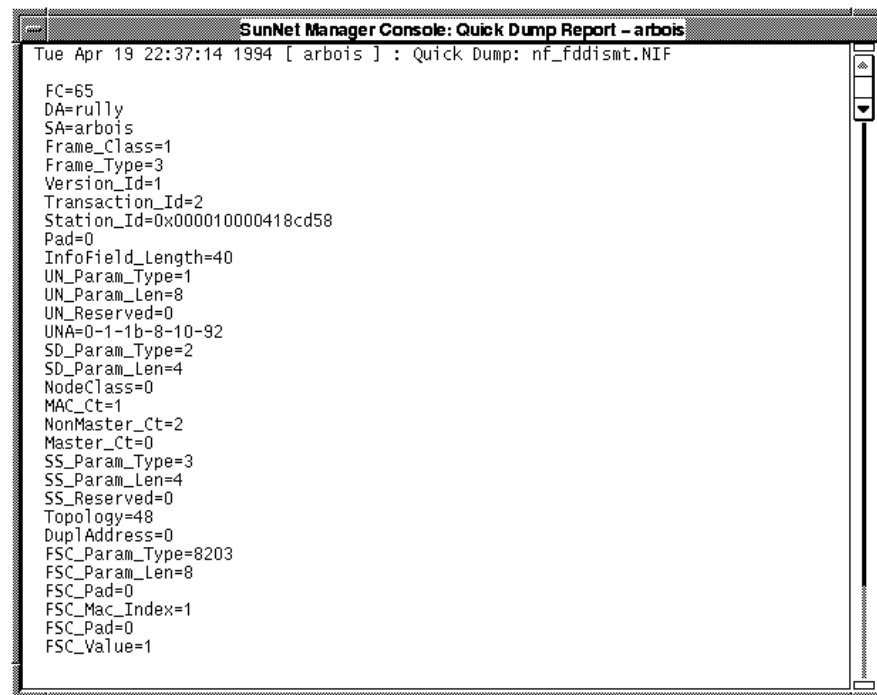 SunNet Manager Console: Quick Dump Report – arbois
Tue Apr 19 22:37:14 1994 [ arbois ] : Quick Dump: nf_fddismt.NIF
FC=65
DA=rully
SA=arbois
Frame_Class=1
Frame_Type=3
Version_Id=1
Transaction_Id=2
Station_Id=0x000010000418cd58
Pad=0
InfoField_Length=40
UN_Param_Type=1
UN_Param_Len=8
UN_Reserved=0
UNA=0-1-1b-8-10-92
SD_Param_Type=2
SD_Param_Len=4
NodeClass=0
MAC_Ct=1
NonMaster_Ct=2
Master_Ct=0
SS_Param_Type=3
SS_Param_Len=4
SS_Reserved=0
Topology=48
DuplAddress=0
FSC_Param_Type=8203
FSC_Param_Len=8
FSC_Pad=0
FSC_Mac_Index=1
FSC_Pad=0
FSC_Value=1